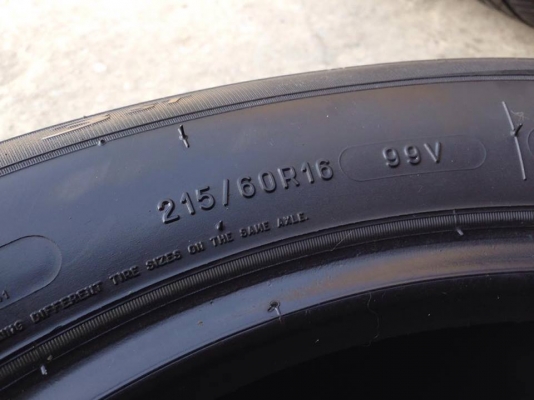 215/60R16 99V
DIFFERENT TIRE SIZES ON THE SAME AXLE.